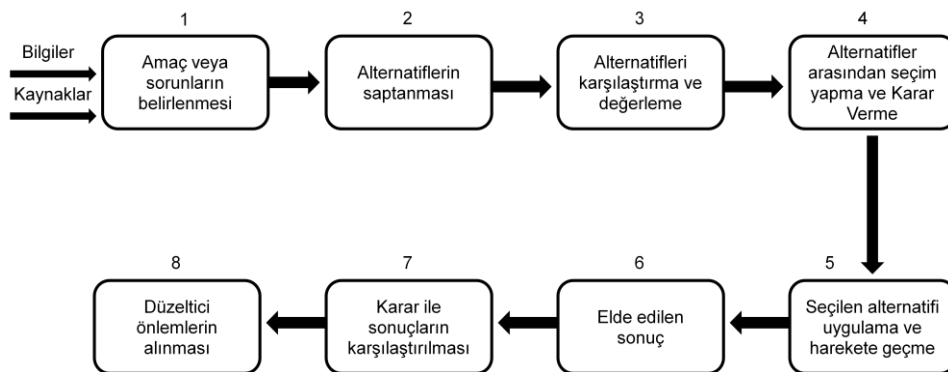 Bilgiler
Kaynaklar
1
Amaç veya
sorunların
belirlenmesi
2
Alternatiflerin
saptanması
3
Alternatifleri
karşılaştırma ve
değerleme
4
Alternatifler
arasından seçim
yapma ve Karar
Verme
5
Seçilen alternatifi
uygulama ve
harekete geçme
6
Elde edilen
sonuç
7
Karar ile
sonuçların
karşılaştırılması
8
Düzeltici
önlemlerin
alınması